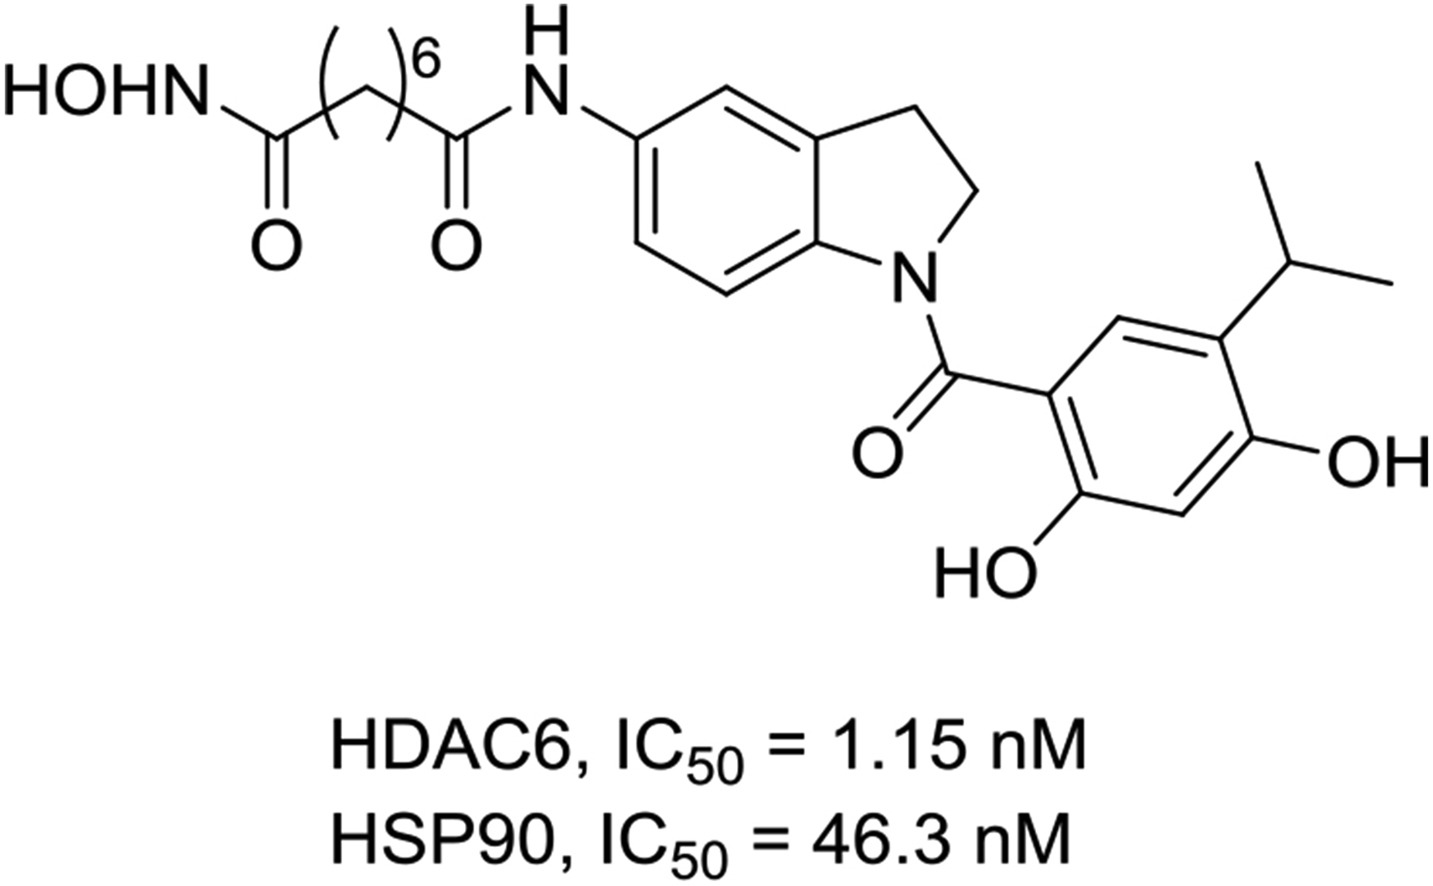 H
HOHN
6
N
O
O
N
O
OH
HO
HDAC6, IC50 = 1.15 nM
HSP90, IC50 = 46.3 nM